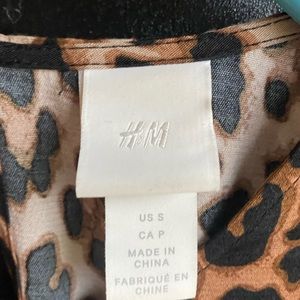 H&M
US S
CA P
MADE IN
CHINA
FABRIQUÉ EN
CHINE